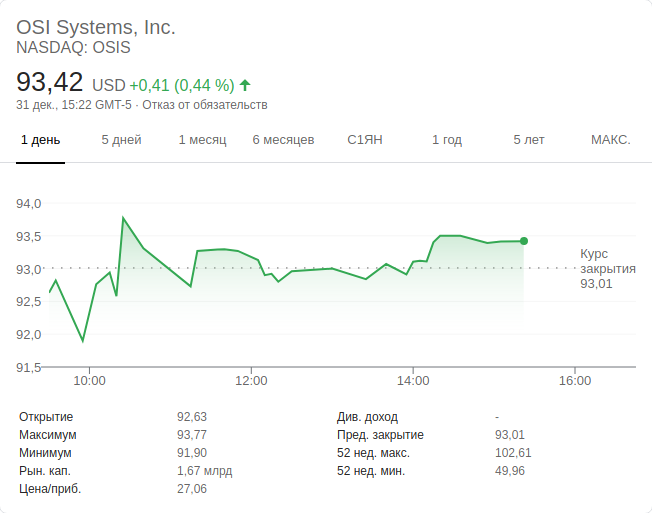 OSI Systems, Inc.
NASDAQ: OSIS
93,42 USD +0,41 (0,44 %)
31 дек., 15:22 GMT-5 · Отказ от обязательств
1 день 5 дней 1 месяц 6 месяцев С1ЯН 1 год 5 лет МАКС.
94,0
93,5
93,0
92,5
92,0
91,5
Курс
закрытия
93,01
10:00 12:00 14:00 16:00
Открытие 92,63 Див. доход -
Максимум 93,77 Пред. закрытие 93,01
Минимум 91,90 52 нед. макс. 102,61
Рын. кап. 1,67 млрд 52 нед. мин. 49,96
Цена/приб. 27,06